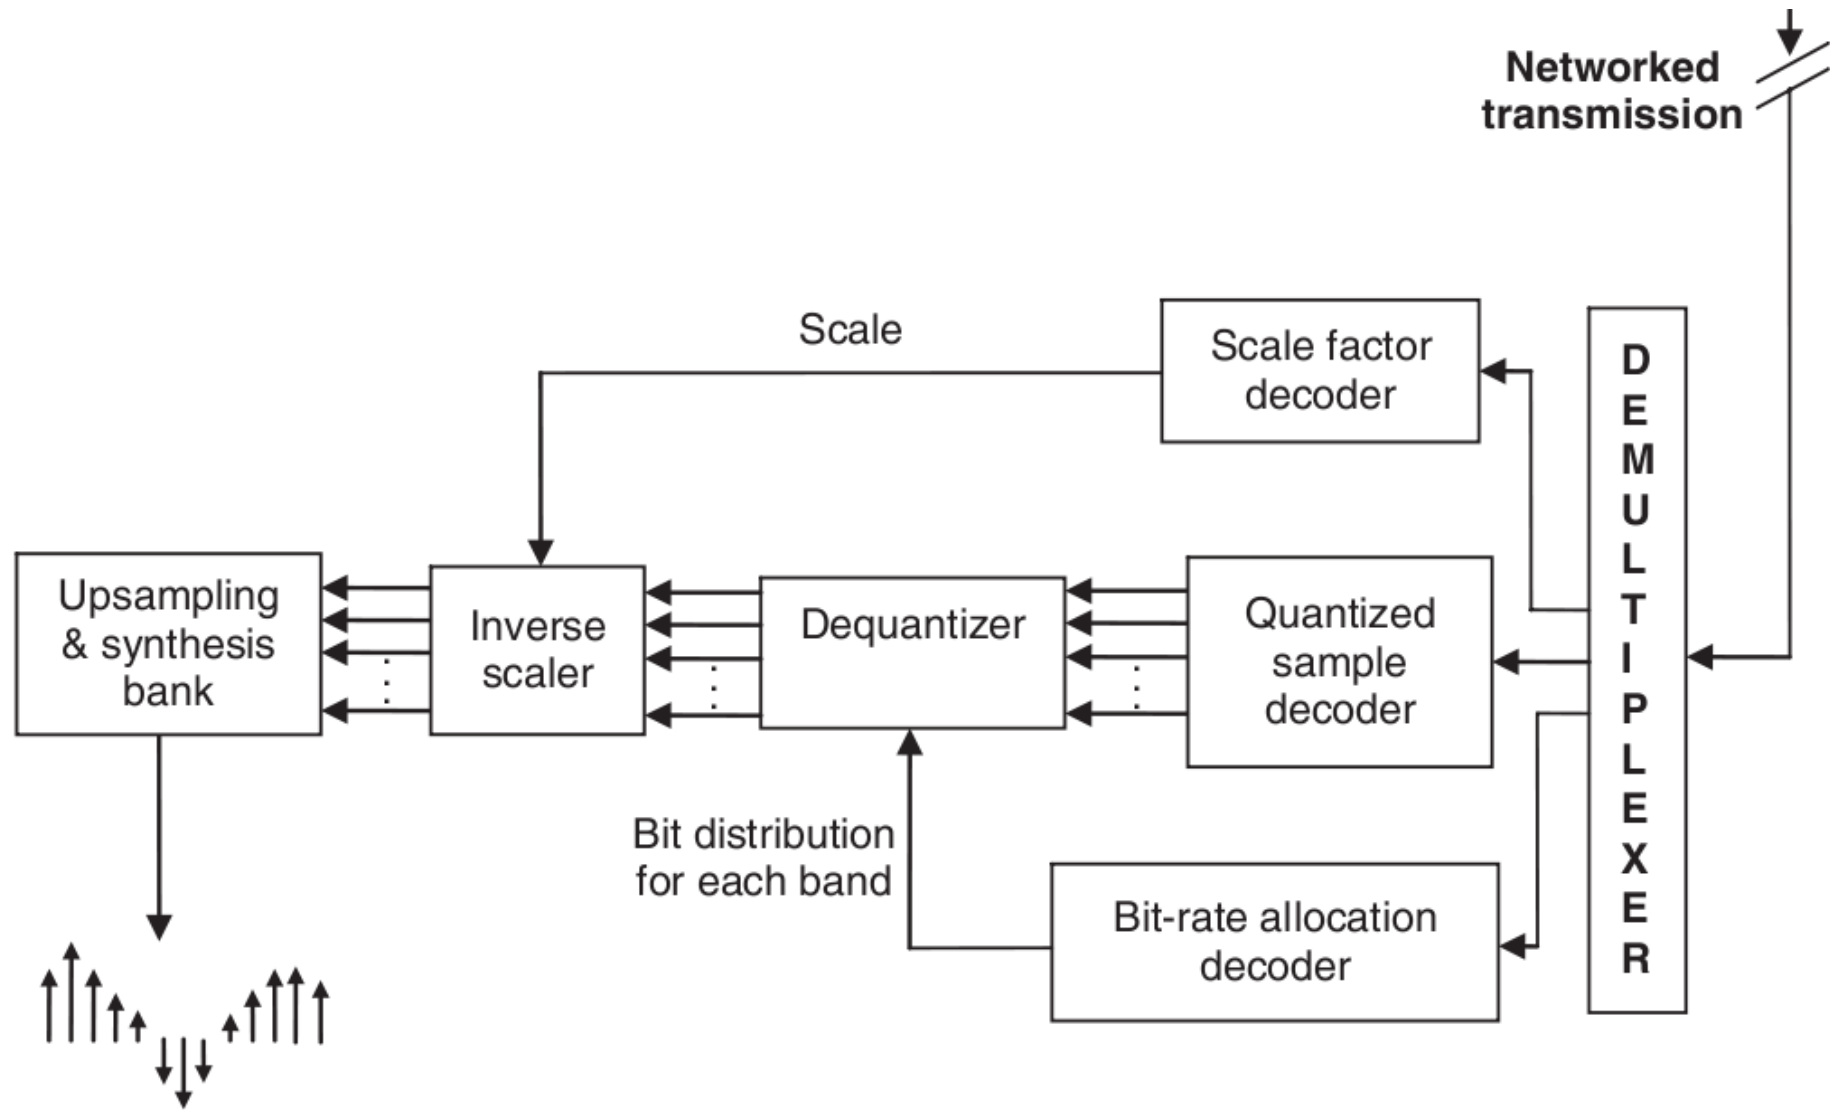 Networked
transmission
Scale
Scale factor
decoder
Upsampling
& synthesis
bank
Inverse
scaler
Dequantizer
Quantized
sample
decoder
Bit distribution
for each band
Bit-rate allocation
decoder
D
E
M
U
L
T
I
P
L
E
X
E
R